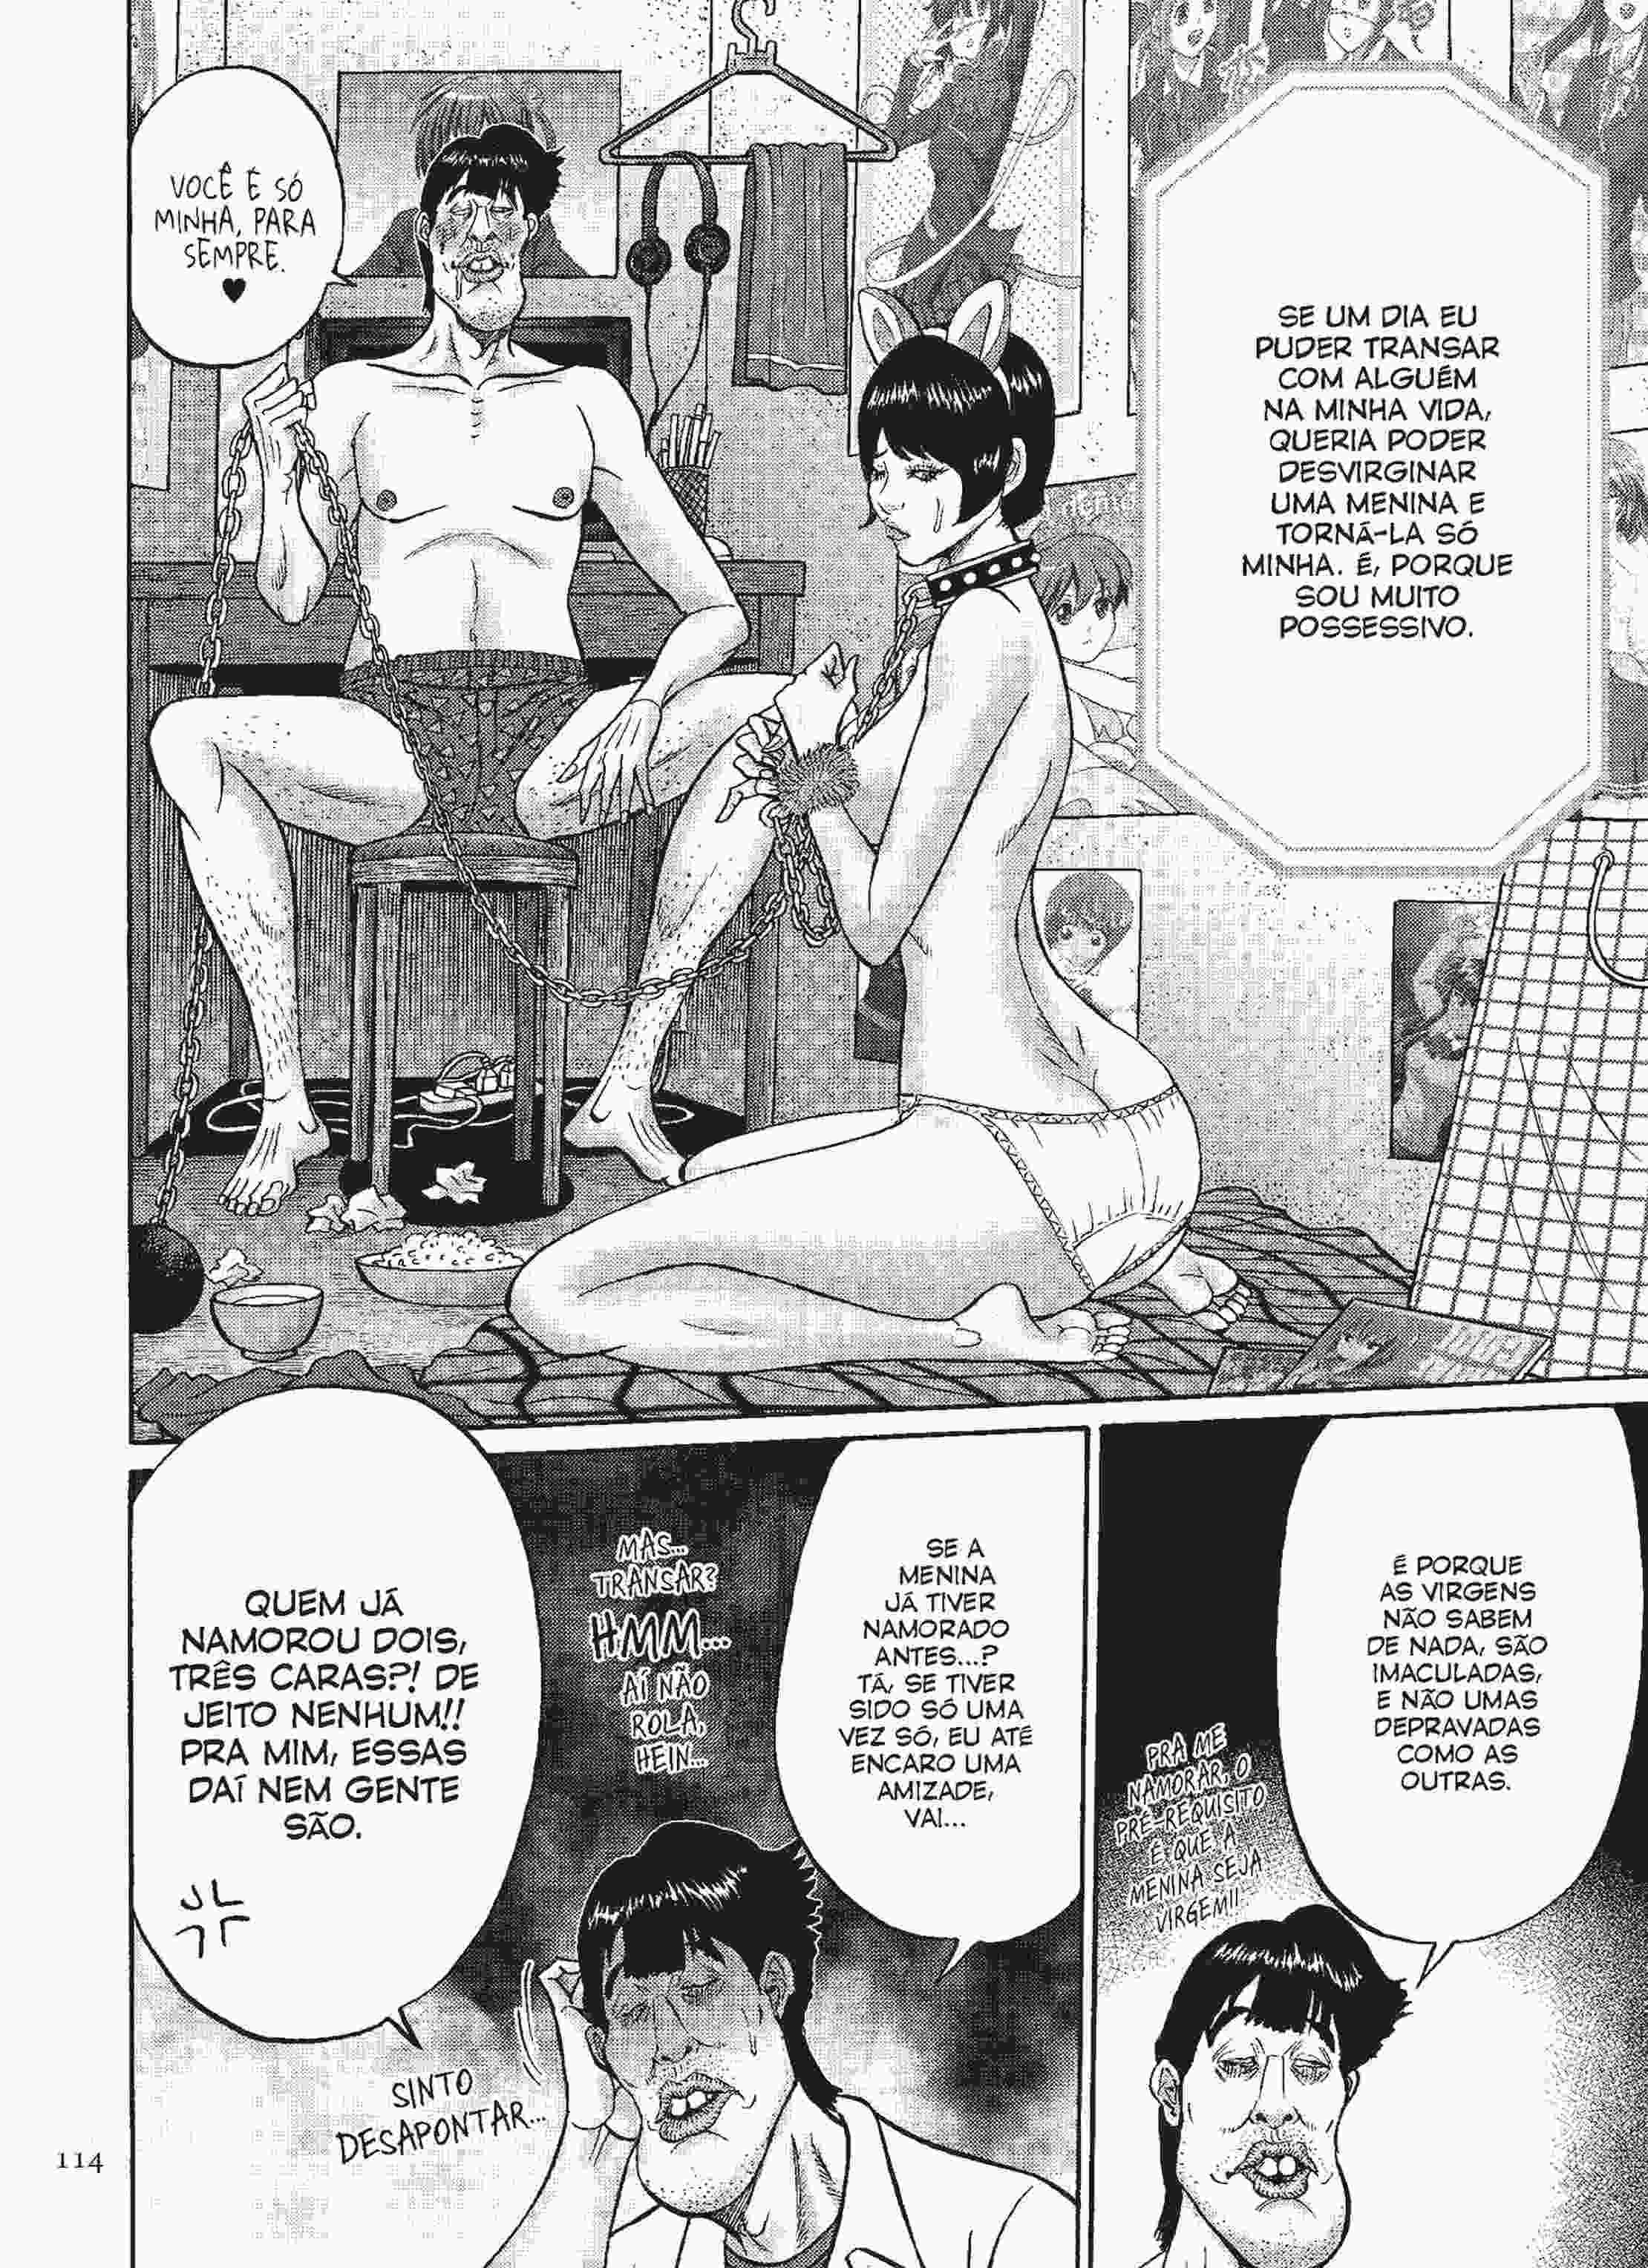 SE UM DIA EU
PUDER TRANSAR
COM ALGUÉM
NA MINHA VIDA,
QUERIA PODER
DESVIRGINAR
UMA MENINA E
TORNÁ-LA SÓ
MINHA. É, PORQUE
SOU MUITO
POSSESSIVO.
VOCÊ É SÓ
MINHA, PARA
SEMPRE.
É PORQUE
AS VIRGENS
NÃO SABEM
DE NADA, SÃO
IMACULADAS,
E NÃO UMAS
DEPRAVADAS
COMO AS
OUTRAS.
PRA ME
NAMORAR, O
PRÉ-REQUISITO
É QUE A
MENINA SEJA
VIRGEM!!
SE A
MENINA
JÁ TIVER
NAMORADO
ANTES...?
TÁ, SE TIVER
SIDO SÓ UMA
VEZ SÓ, EU ATÉ
ENCARO UMA
AMIZADE,
VAI...
MAS...
TRANSAR?
HMM...
AÍ NÃO
ROLA,
HEIN...
QUEM JÁ
NAMOROU DOIS,
TRÊS CARAS?! DE
JEITO NENHUM!!
PRA MIM, ESSAS
DAÍ NEM GENTE
SÃO.
SINTO
DESAPONTAR...
114